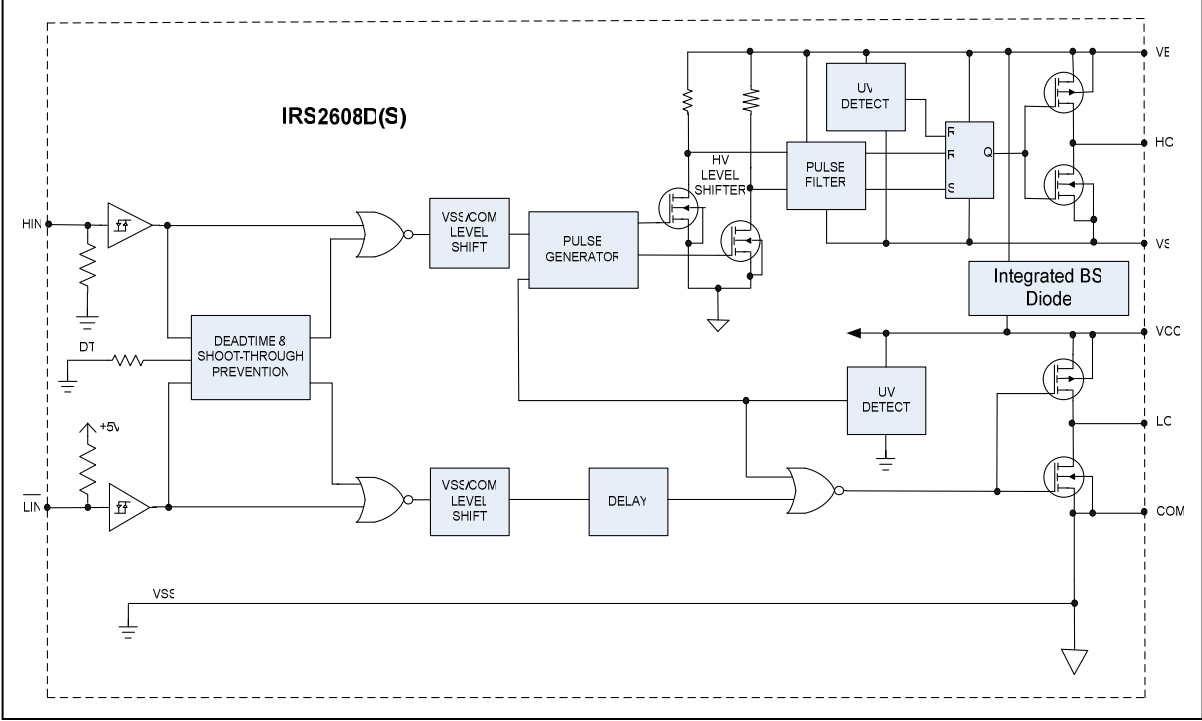 IRS2608D(S)
VB
UV
DETECT
R
R
Q
S
HO
HV
LEVEL
SHIFTER
PULSE
FILTER
HIN
VSS/COM
LEVEL
SHIFT
PULSE
GENERATOR
VS
Integrated BS
Diode
DT
DEADTIME &
SHOOT-THROUGH
PREVENTION
VCC
UV
DETECT
+5V
LO
LIN
VSS/COM
LEVEL
SHIFT
DELAY
COM
VSS